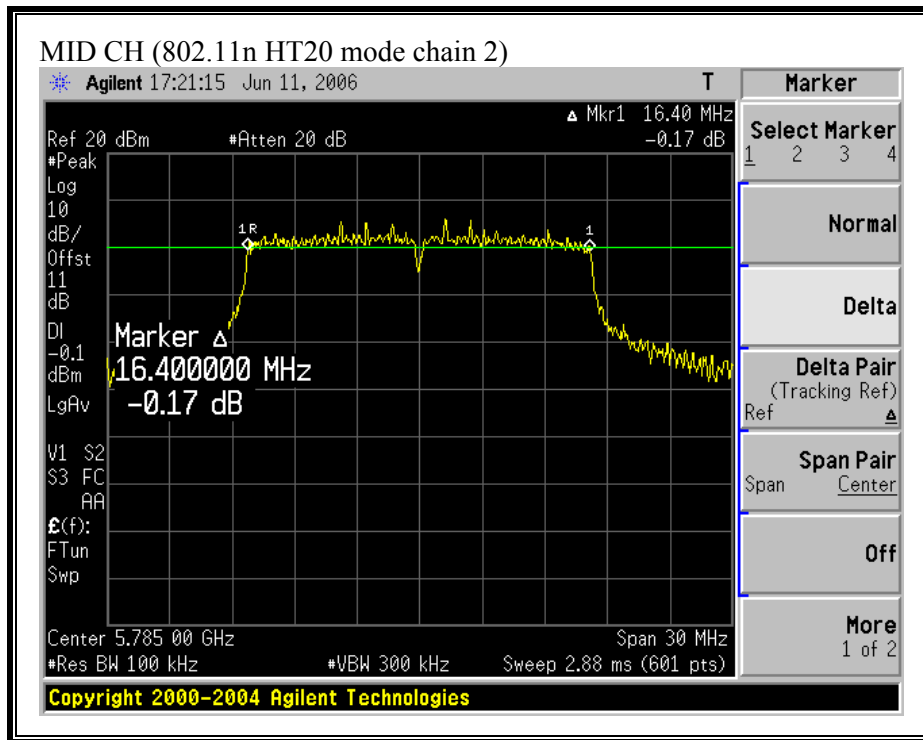 MID CH (802.11n HT20 mode chain 2)
Agilent 17:21:15 Jun 11, 2006 T
Marker
Δ Mkr1 16.40 MHz
Ref 20 dBm #Atten 20 dB -0.17 dB
#Peak
Log
10
dB/
Offst
11
dB
DI
-0.1
dBm
LgAv
V1 S2
S3 FC
AA
£(f):
FTun
Swp
1R
1
Marker Δ
16.400000 MHz
-0.17 dB
Center 5.785 00 GHz Span 30 MHz
#Res BW 100 kHz #VBW 300 kHz Sweep 2.88 ms (601 pts)
Select Marker
1 2 3 4
Normal
Delta
Delta Pair
(Tracking Ref)
Ref Δ
Span Pair
Span Center
Off
More
1 of 2
Copyright 2000-2004 Agilent Technologies